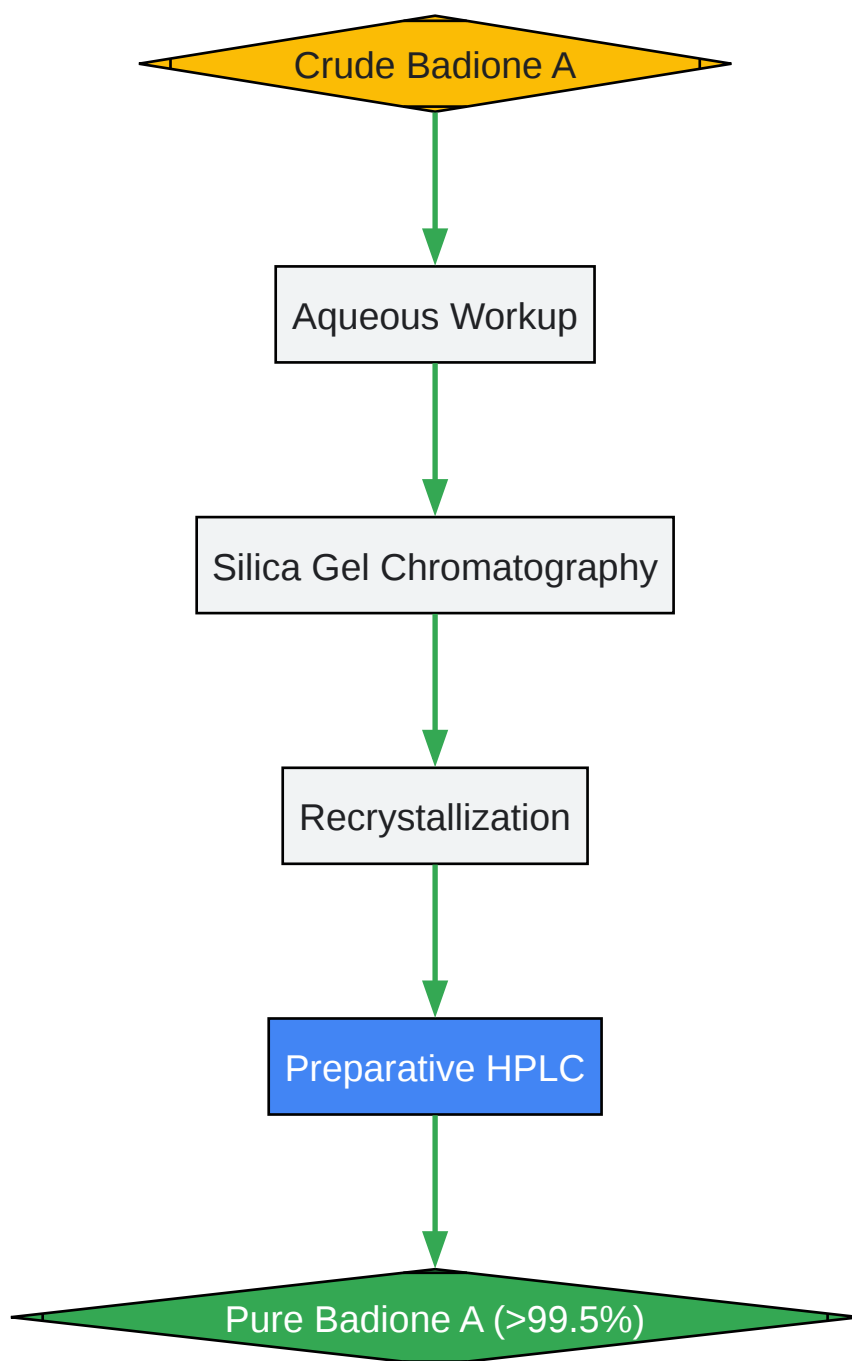 Crude Badione A
Aqueous Workup
Silica Gel Chromatography
Recrystallization
Preparative HPLC
Pure Badione A (>99.5%)